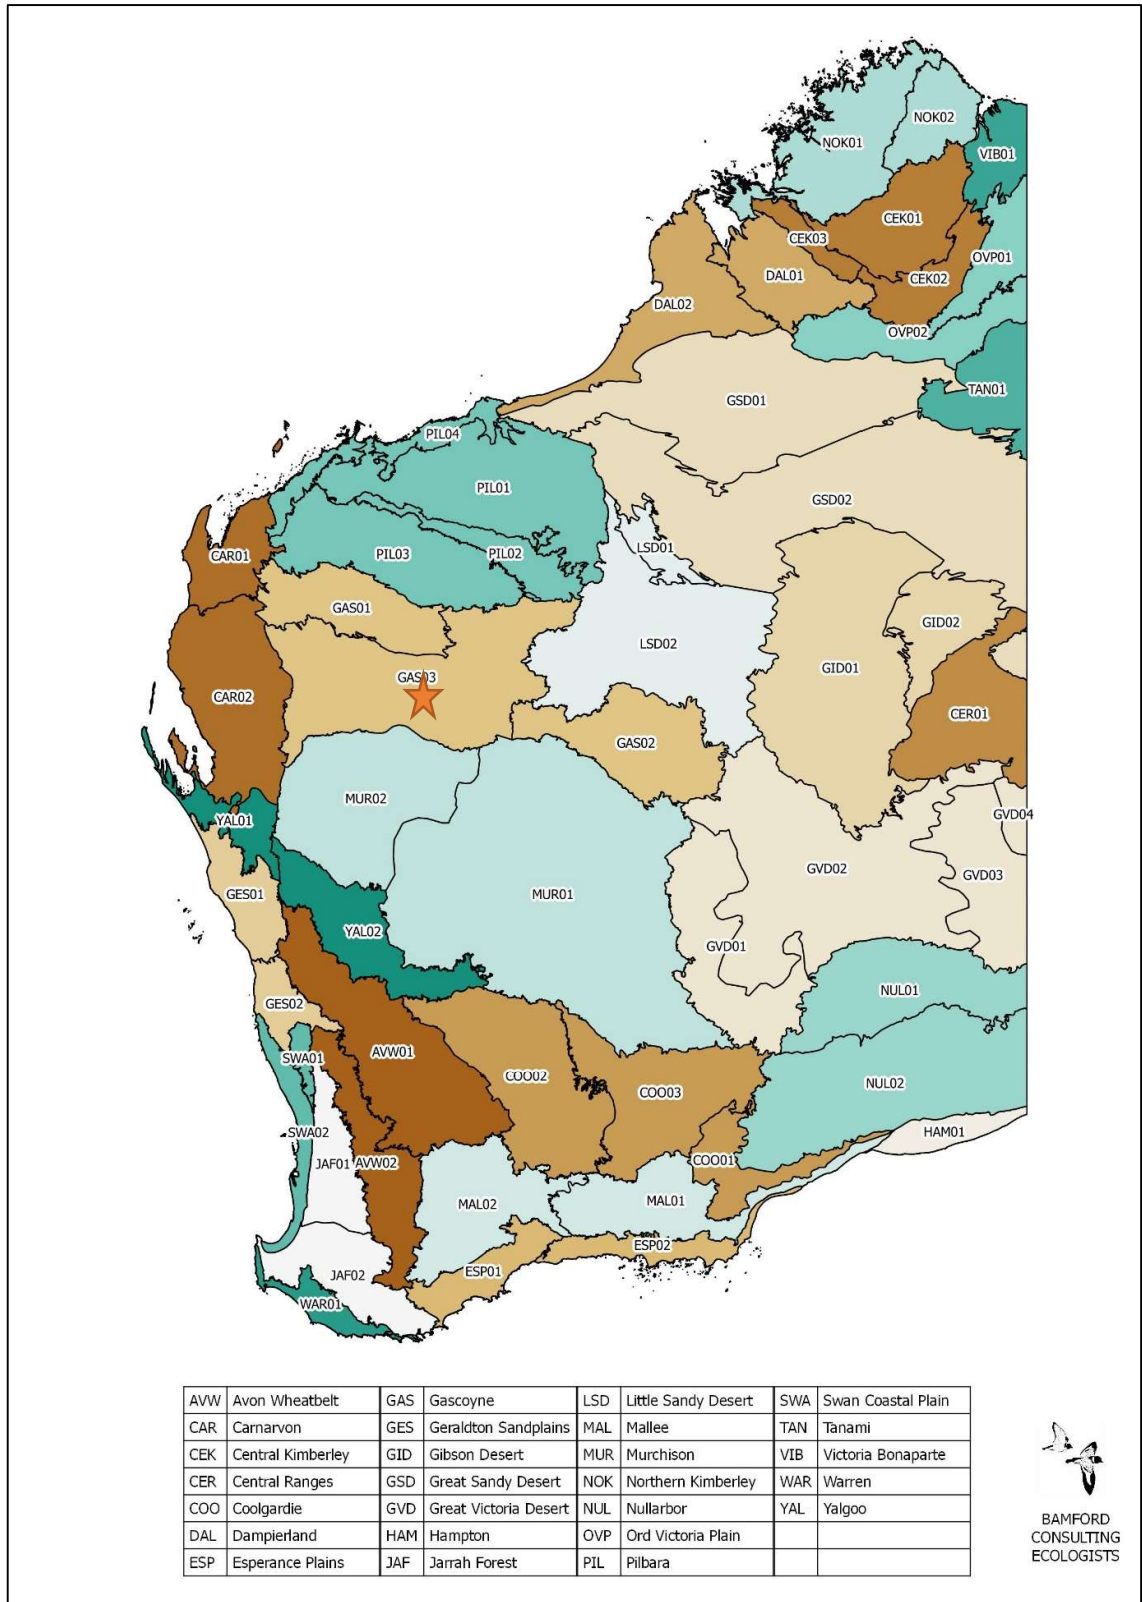 NOK02
NOK01
VIB01
CEK01
CEK03
OVP01
DAL01
CEK02
DAL02
OVP02
TAN01
GSD01
PIL04
PIL01
GSD02
LSD01
PIL03
PIL02
CAR01
GAS01
GID02
LSD02
GID01
GAS03
CAR02
CER01
GAS02
MUR02
GVD04
YAL01
GVD02
GVD03
GES01
MUR01
YAL02
GVD01
NUL01
GES02
AVW01
SWA01
COO02
NUL02
COO03
SWA02
HAM01
JAF01
AVW02
COO01
MAL02
MAL01
ESP02
ESP01
JAF02
WAR01
AVW Avon Wheatbelt GAS Gascoyne LSD Little Sandy Desert SWA Swan Coastal Plain
CAR Carnarvon GES Geraldton Sandplains MAL Mallee TAN Tanami
CEK Central Kimberley GID Gibson Desert MUR Murchison VIB Victoria Bonaparte
CER Central Ranges GSD Great Sandy Desert NOK Northern Kimberley WAR Warren
COO Coolgardie GVD Great Victoria Desert NUL Nullarbor YAL Yalgoo
DAL Dampierland HAM Hampton OVP Ord Victoria Plain
ESP Esperance Plains JAF Jarrah Forest PIL Pilbara
BAMFORD
CONSULTING
ECOLOGISTS